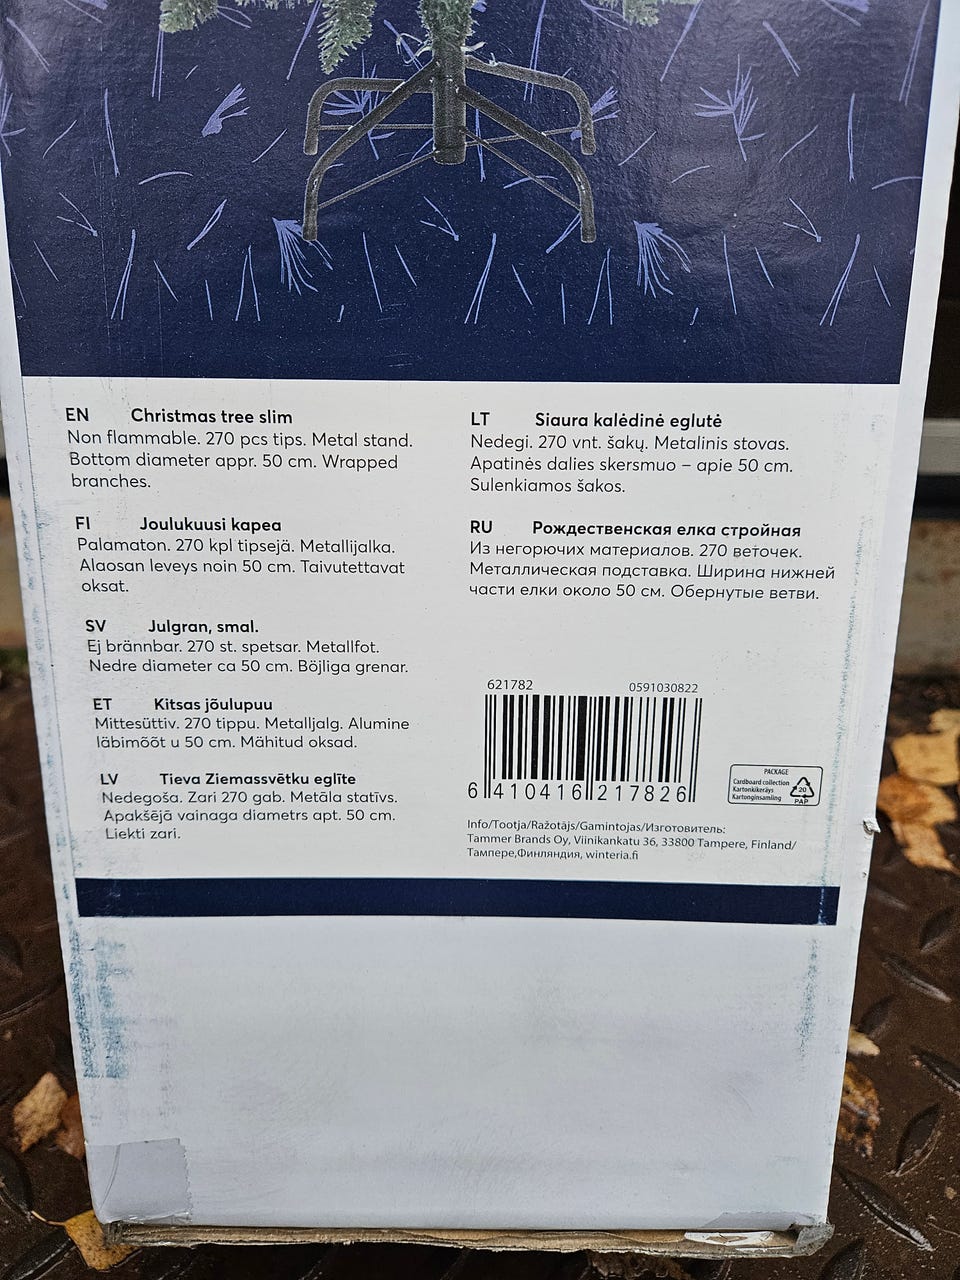 EN Christmas tree slim
Non flammable. 270 pcs tips. Metal stand.
Bottom diameter appr. 50 cm. Wrapped
branches.
FI Joulukuusi kapea
Palamaton. 270 kpl tipsejä. Metallijalka.
Alaosan leveys noin 50 cm. Taivutettavat
oksat.
SV Julgran, smal.
Ej brännbar. 270 st. spetsar. Metallfot.
Nedre diameter ca 50 cm. Böjliga grenar.
ET Kitsas jõulupuu
Mittesüttiv. 270 tippu. Metalljalg. Alumine
läbimõõt u 50 cm. Mähitud oksad.
LV Tieva Ziemassvētku eglīte
Nedegoša. Zari 270 gab. Metāla statīvs.
Apakšējā vainaga diametrs apt. 50 cm.
Liekti zari.
LT Siaura kalėdinė eglutė
Nedegi. 270 vnt. šakų. Metalinis stovas.
Apatinės dalies skersmuo – apie 50 cm.
Sulenkiamos šakos.
RU Рождественская елка стройная
Из негорючих материалов. 270 веточек.
Металлическая подставка. Ширина нижней
части елки около 50 см. Обернутые ветви.
621782 0591030822
6 410416 217826
PACKAGE
Cardboard collection
Kartonkikeräys
Kartonginsamling
20
PAP
Info/Tootja/Ražotājs/Gamintojas/Изготовитель:
Tammer Brands Oy, Viinikankatu 36, 33800 Tampere, Finland/
Тампере,Финляндия, winteria.fi